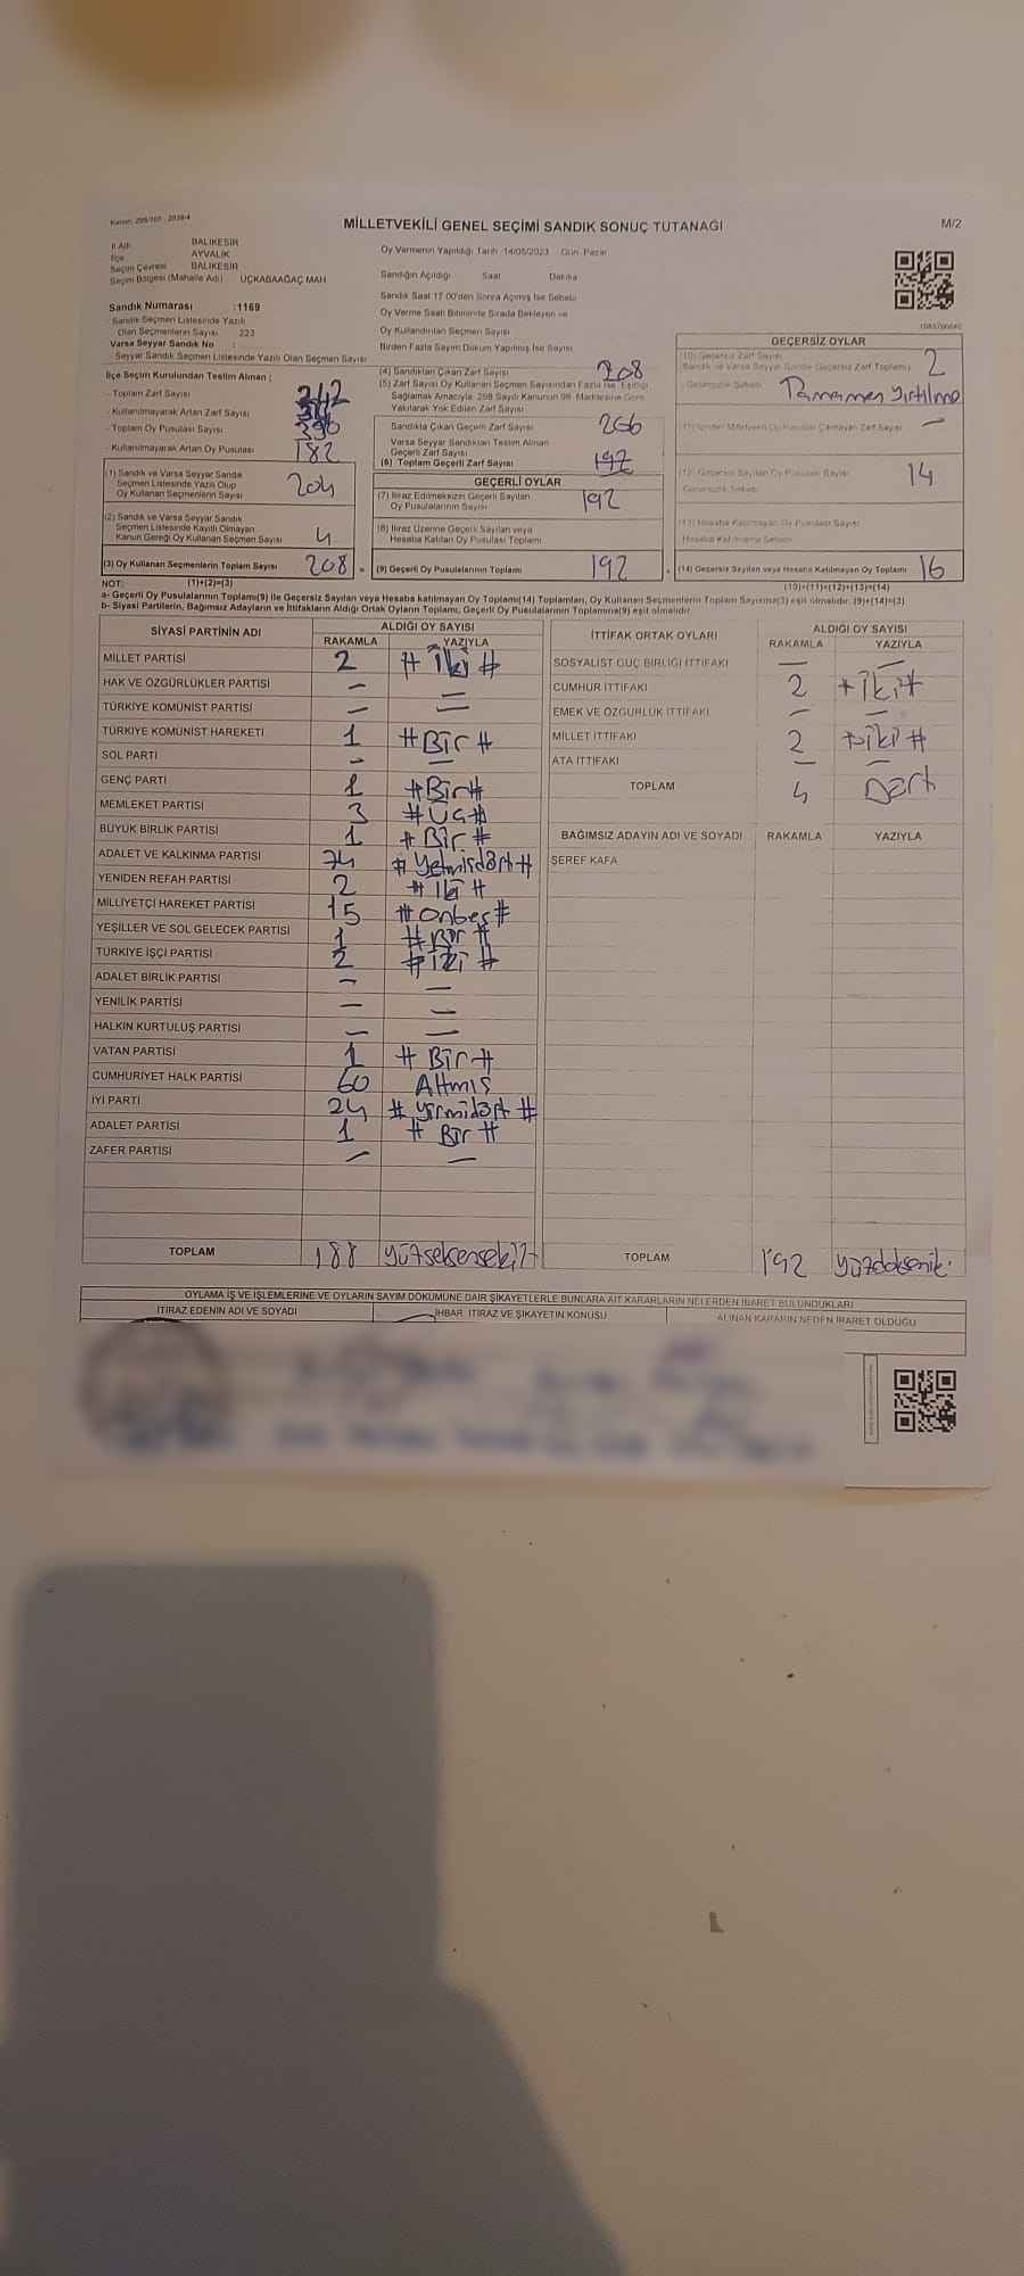 MİLLETVEKİLİ GENEL SEÇİMİ SANDIK SONUÇ TUTANAĞI
M/2
BALIKESİR
İlçe AYVALIK
Seçim Çevresi BALIKESİR
Seçim Bölgesi (Mahalle Adı) ÜÇKABAAĞAÇ MAH
Sandık Numarası :1169
Sandık Seçmen Listesinde Yazılı
Olan Seçmenlerin Sayısı 223
Varsa Seyyar Sandık No :
Seyyar Sandık Seçmen Listesinde Yazılı Olan Seçmen Sayısı
Oy Vermenin Yapıldığı Tarih :14/05/2023 Gün :Pazar
Sandığın Açıldığı Saat Dakika
Sandık Saat 17.00'den Sonra Açılmış İse Sebebi
Oy Verme Saati Bitiminde Sırada Bekleyen ve
Oy Kullandırılan Seçmen Sayısı
Birden Fazla Sayım Döküm Yapılmış İse Sayısı
İlçe Seçim Kurulundan Teslim Alınan :
Toplam Zarf Sayısı 242
Kullanılmayarak Artan Zarf Sayısı
Toplam Oy Pusulası Sayısı 390
Kullanılmayarak Artan Oy Pusulası 182
(1) Sandık ve Varsa Seyyar Sandık
Seçmen Listesinde Yazılı Olup
Oy Kullanan Seçmenlerin Sayısı 204
(2) Sandık ve Varsa Seyyar Sandık
Seçmen Listesinde Kayıtlı Olmayan
Kanun Gereği Oy Kullanan Seçmen Sayısı 4
(3) Oy Kullanan Seçmenlerin Toplam Sayısı 208
(1)+(2)=(3)
(4) Sandıktan Çıkan Zarf Sayısı 208
(5) Zarf Sayısı Oy Kullanan Seçmen Sayısından Fazla İse, Eşitliği
Sağlamak Amacıyla, 298 Sayılı Kanunun 98. Maddesine Göre
Yakılarak Yok Edilen Zarf Sayısı
Sandıkta Çıkan Geçerli Zarf Sayısı 206
Varsa Seyyar Sandıktan Teslim Alınan
Geçerli Zarf Sayısı
(6) Toplam Geçerli Zarf Sayısı 192
GEÇERLİ OYLAR
(7) İtiraz Edilmeksizin Geçerli Sayılan
Oy Pusulalarının Sayısı 192
(8) İtiraz Üzerine Geçerli Sayılan veya
Hesaba Katılan Oy Pusulası Toplamı
(9) Geçerli Oy Pusulalarının Toplamı 192
GEÇERSİZ OYLAR
(10) Geçersiz Zarf Sayısı
Sandık ve Varsa Seyyar Sandık Geçersiz Zarf Toplamı) 2
Geçersizlik Sebebi Tamamen yırtılma
Çıkmayan Zarf Sayısı —
(12) Geçersiz Sayılan Oy Pusulası Sayısı 14
Geçersizlik Sebebi
(13) Hesaba Katılmayan Oy Pusulası Sayısı
Hesaba Katılmama Sebebi
(14) Geçersiz Sayılan veya Hesaba Katılmayan Oy Toplamı 16
(10)+(11)+(12)+(13)=(14)
NOT:
a- Geçerli Oy Pusulalarının Toplamı(9) ile Geçersiz Sayılan veya Hesaba katılmayan Oy Toplamı(14) Toplamları, Oy Kullanan Seçmenlerin Toplam Sayısına(3) eşit olmalıdır. (9)+(14)=(3)
b- Siyasi Partilerin, Bağımsız Adayların ve İttifakların Aldığı Ortak Oyların Toplamı, Geçerli Oy Pusulalarının Toplamına(9) eşit olmalıdır.
SİYASİ PARTİNİN ADI ALDIĞI OY SAYISI
RAKAMLA YAZIYLA
MİLLET PARTİSİ 2 # İki #
HAK VE ÖZGÜRLÜKLER PARTİSİ — —
TÜRKİYE KOMÜNİST PARTİSİ — —
TÜRKİYE KOMÜNİST HAREKETİ 1 # Bir #
SOL PARTİ — —
GENÇ PARTİ 1 # Bir #
MEMLEKET PARTİSİ 3 # Üç #
BÜYÜK BİRLİK PARTİSİ 1 # Bir #
ADALET VE KALKINMA PARTİSİ 74 # Yetmişdört #
YENİDEN REFAH PARTİSİ 2 # İki #
MİLLİYETÇİ HAREKET PARTİSİ 15 # Onbeş #
YEŞİLLER VE SOL GELECEK PARTİSİ 1 # Bir #
TÜRKİYE İŞÇİ PARTİSİ 2 # İki #
ADALET BİRLİK PARTİSİ — —
YENİLİK PARTİSİ — —
HALKIN KURTULUŞ PARTİSİ — —
VATAN PARTİSİ 1 # Bir #
CUMHURİYET HALK PARTİSİ 60 Altmış
İYİ PARTİ 24 # yirmidört #
ADALET PARTİSİ 1 # Bir #
ZAFER PARTİSİ — —
TOPLAM 188
İTTİFAK ORTAK OYLARI ALDIĞI OY SAYISI
RAKAMLA YAZIYLA
SOSYALİST GÜÇ BİRLİĞİ İTTİFAKI — —
CUMHUR İTTİFAKI 2 # iki #
EMEK VE ÖZGÜRLÜK İTTİFAKI — —
MİLLET İTTİFAKI 2 # iki #
ATA İTTİFAKI — —
TOPLAM 4 Dört
BAĞIMSIZ ADAYIN ADI VE SOYADI RAKAMLA YAZIYLA
ŞEREF KAFA
TOPLAM 192
OYLAMA İŞ VE İŞLEMLERİNE VE OYLARIN SAYIM DÖKÜMÜNE DAİR ŞİKAYETLERLE BUNLARA AİT KARARLARIN NELERDEN İBARET BULUNDUKLARI
İTİRAZ EDENİN ADI VE SOYADI
İHBAR, İTİRAZ VE ŞİKAYETİN KONUSU
ALINAN KARARIN NEDEN İBARET OLDUĞU